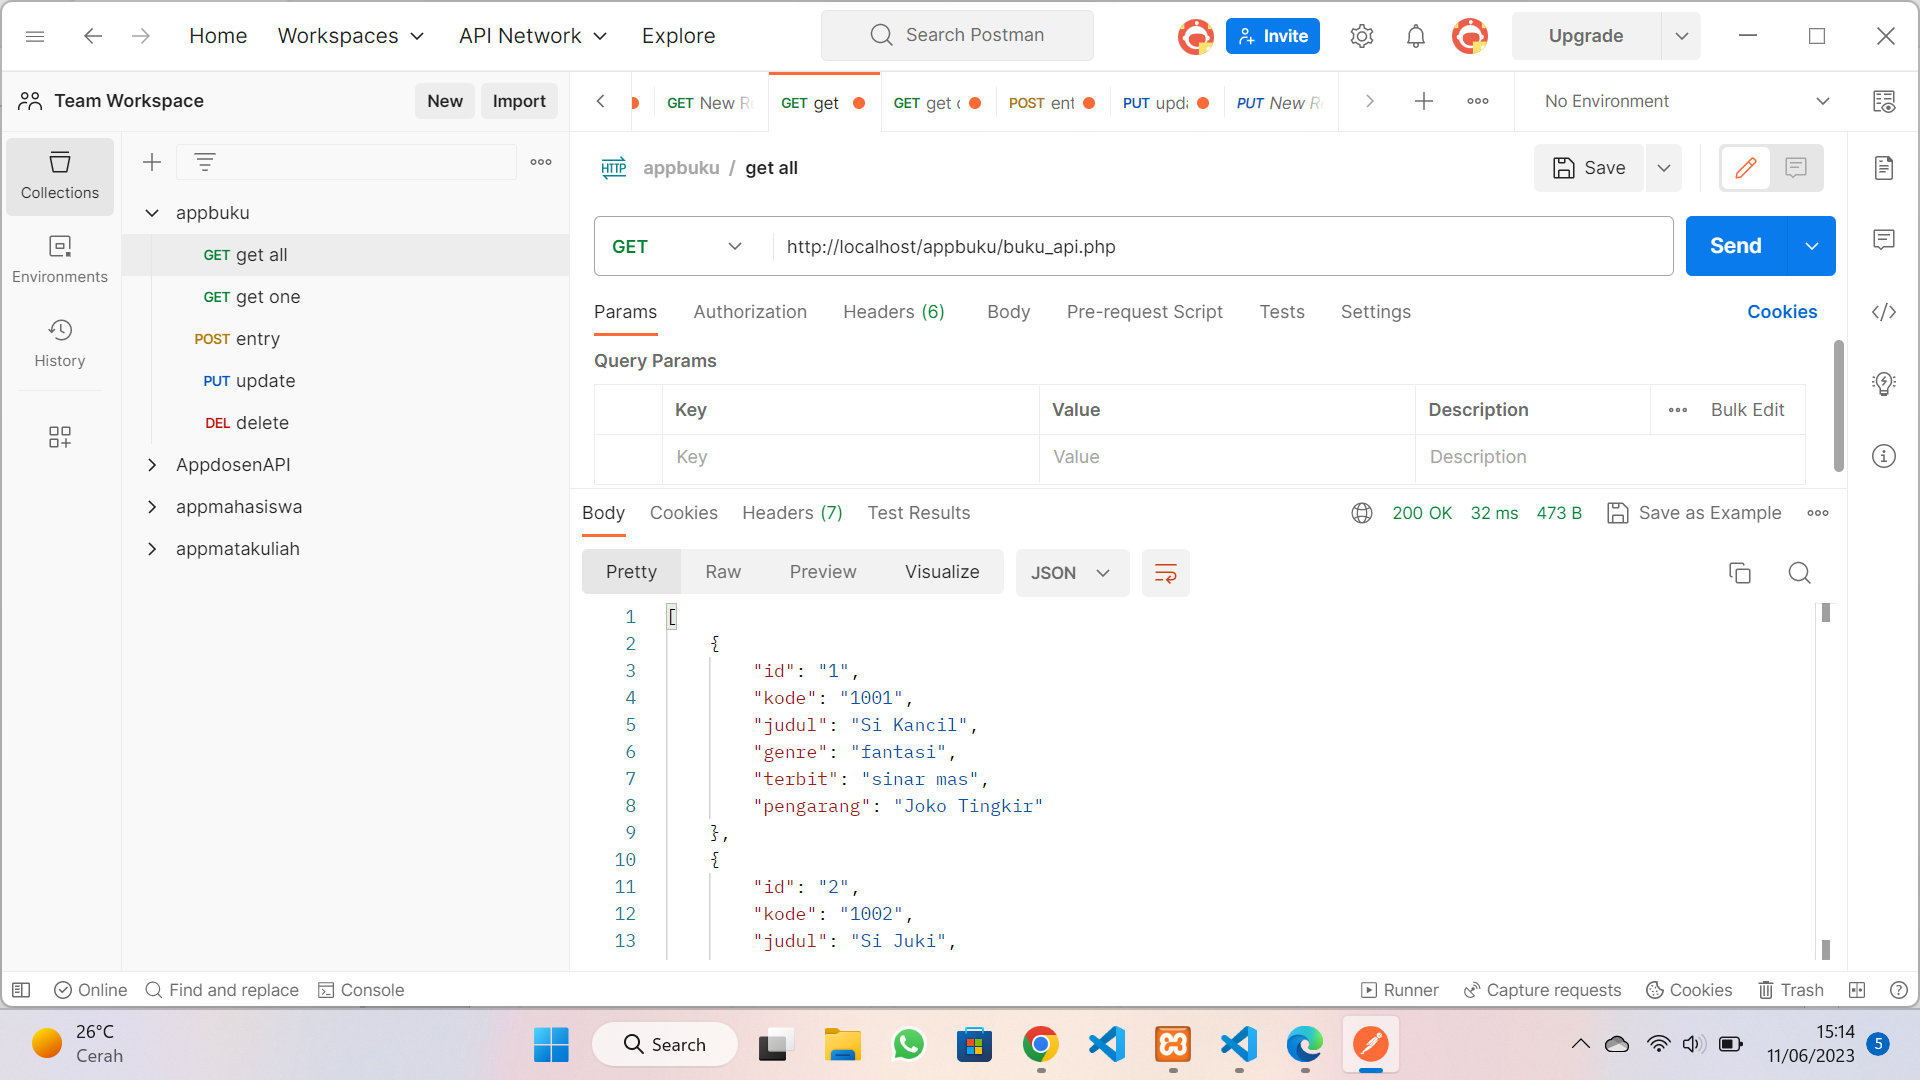 Home Workspaces API Network Explore Search Postman Invite Upgrade
Team Workspace New Import
GET New Re GET get GET get o POST ent PUT upda PUT New Re No Environment
Collections
Environments
History
appbuku
GET get all
GET get one
POST entry
PUT update
DEL delete
AppdosenAPI
appmahasiswa
appmatakuliah
HTTP appbuku / get all Save
GET http://localhost/appbuku/buku_api.php Send
Params Authorization Headers (6) Body Pre-request Script Tests Settings Cookies
Query Params
Key Value Description Bulk Edit
Key Value Description
Body Cookies Headers (7) Test Results 200 OK 32 ms 473 B Save as Example
Pretty Raw Preview Visualize JSON
1 [
2 {
3 "id": "1",
4 "kode": "1001",
5 "judul": "Si Kancil",
6 "genre": "fantasi",
7 "terbit": "sinar mas",
8 "pengarang": "Joko Tingkir"
9 },
10 {
11 "id": "2",
12 "kode": "1002",
13 "judul": "Si Juki",
Online Find and replace Console Runner Capture requests Cookies Trash
26°C
Cerah
Search
15:14
11/06/2023
5